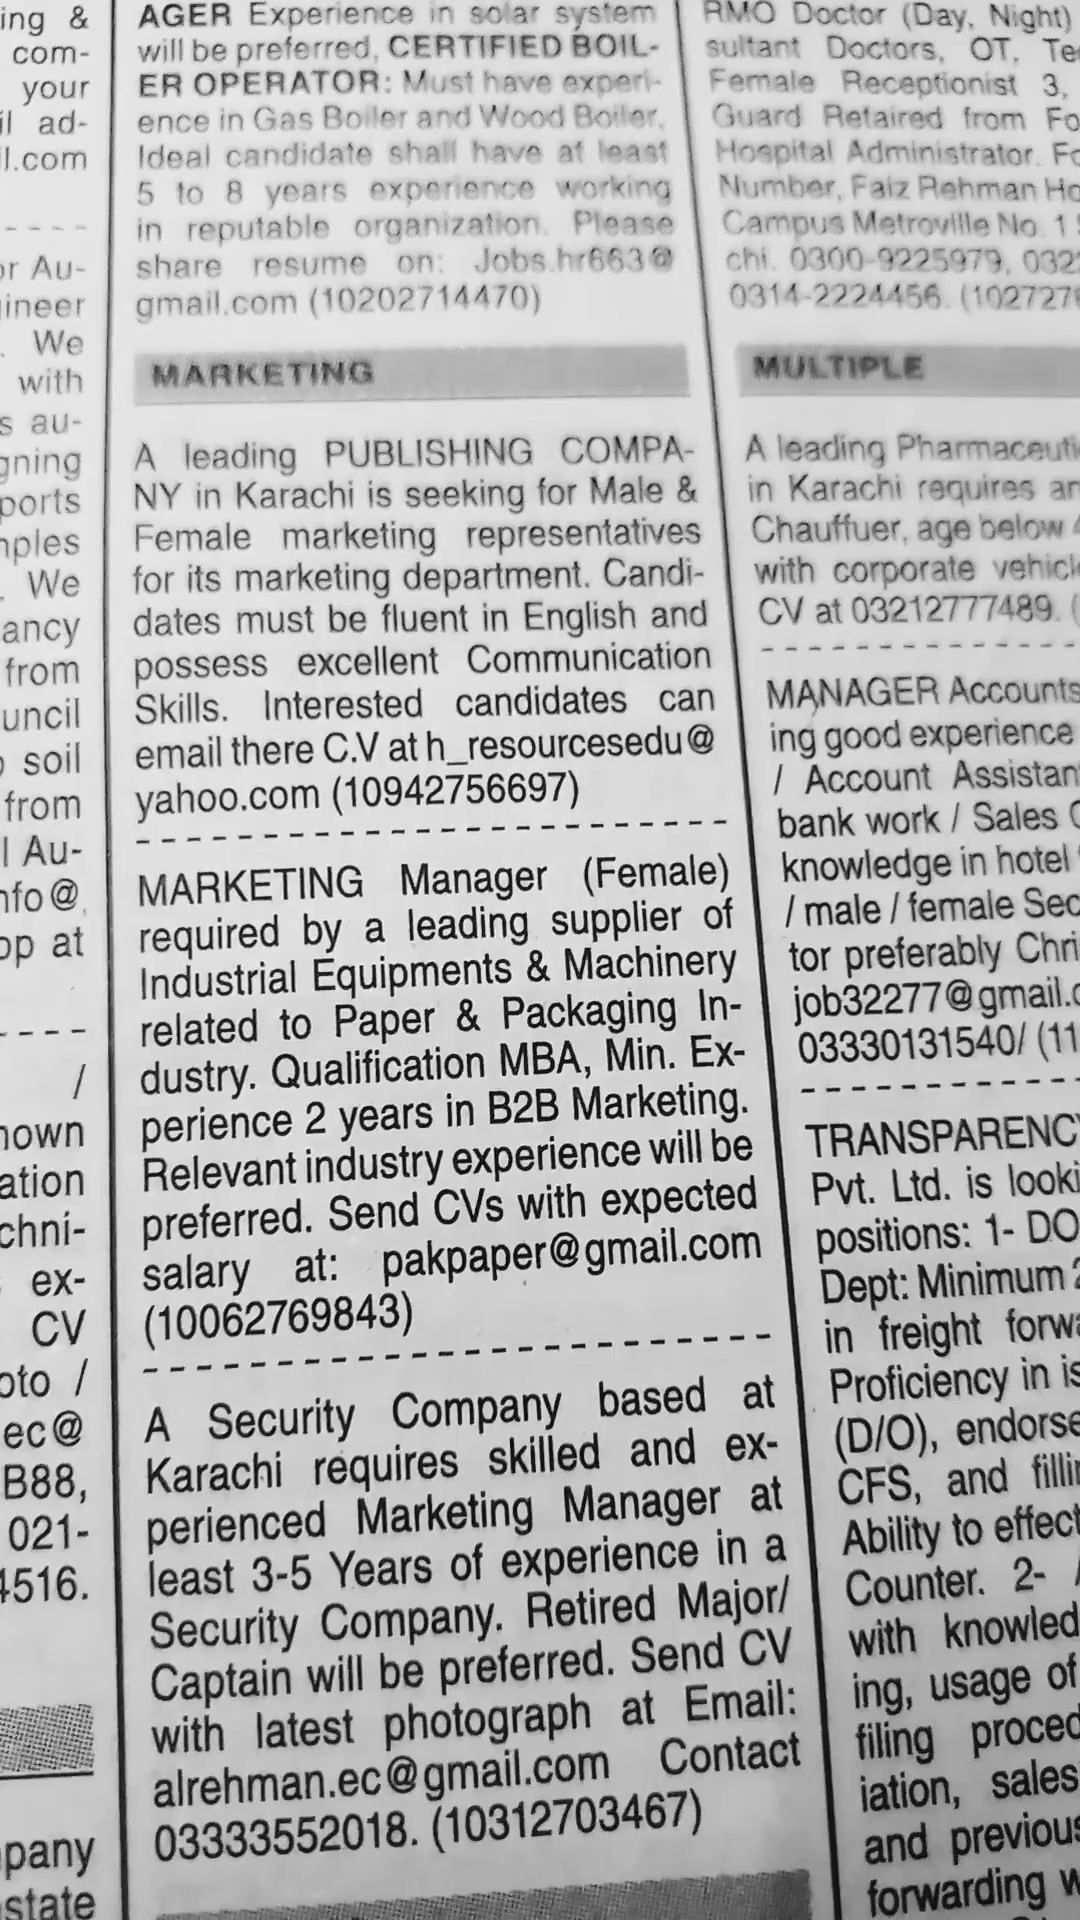 ing &
com-
your
il ad-
il.com
or Au-
gineer
. We
with
s au-
gning
ports
nples
. We
ancy
from
uncil
soil
from
l Au-
nfo@
op at
/
nown
ation
chni-
ex-
CV
oto /
ec@
B88,
021-
4516.
pany
state
AGER Experience in solar system
will be preferred, CERTIFIED BOIL-
ER OPERATOR: Must have experi-
ence in Gas Boiler and Wood Boiler,
Ideal candidate shall have at least
5 to 8 years experience working
in reputable organization. Please
share resume on: Jobs.hr663@
gmail.com (10202714470)
MARKETING
A leading PUBLISHING COMPA-
NY in Karachi is seeking for Male &
Female marketing representatives
for its marketing department. Candi-
dates must be fluent in English and
possess excellent Communication
Skills. Interested candidates can
email there C.V at h_resourcesedu@
yahoo.com (10942756697)
MARKETING Manager (Female)
required by a leading supplier of
Industrial Equipments & Machinery
related to Paper & Packaging In-
dustry. Qualification MBA, Min. Ex-
perience 2 years in B2B Marketing.
Relevant industry experience will be
preferred. Send CVs with expected
salary at: pakpaper@gmail.com
(10062769843)
A Security Company based at
Karachi requires skilled and ex-
perienced Marketing Manager at
least 3-5 Years of experience in a
Security Company. Retired Major/
Captain will be preferred. Send CV
with latest photograph at Email:
alrehman.ec@gmail.com Contact
03333552018. (10312703467)
RMO Doctor (Day, Night)
sultant Doctors, OT, Te
Female Receptionist 3,
Guard Retaired from Fo
Hospital Administrator. Fo
Number, Faiz Rehman Ho
Campus Metroville No. 1 S
chi. 0300-9225979, 032
0314-2224456. (102727
MULTIPLE
A leading Pharmaceuti
in Karachi requires an
Chauffuer, age below 4
with corporate vehicle
CV at 03212777489. (
MANAGER Accounts
ing good experience
/ Account Assistan
bank work / Sales
knowledge in hotel
/ male / female Sec
tor preferably Chri
job32277@gmail.c
03330131540/ (11
TRANSPARENCY
Pvt. Ltd. is looki
positions: 1- DO
Dept: Minimum 2
in freight forwa
Proficiency in is
(D/O), endorse
CFS, and fillin
Ability to effect
Counter. 2-
with knowled
ing, usage of
filing proced
iation, sales
and previous
forwarding w